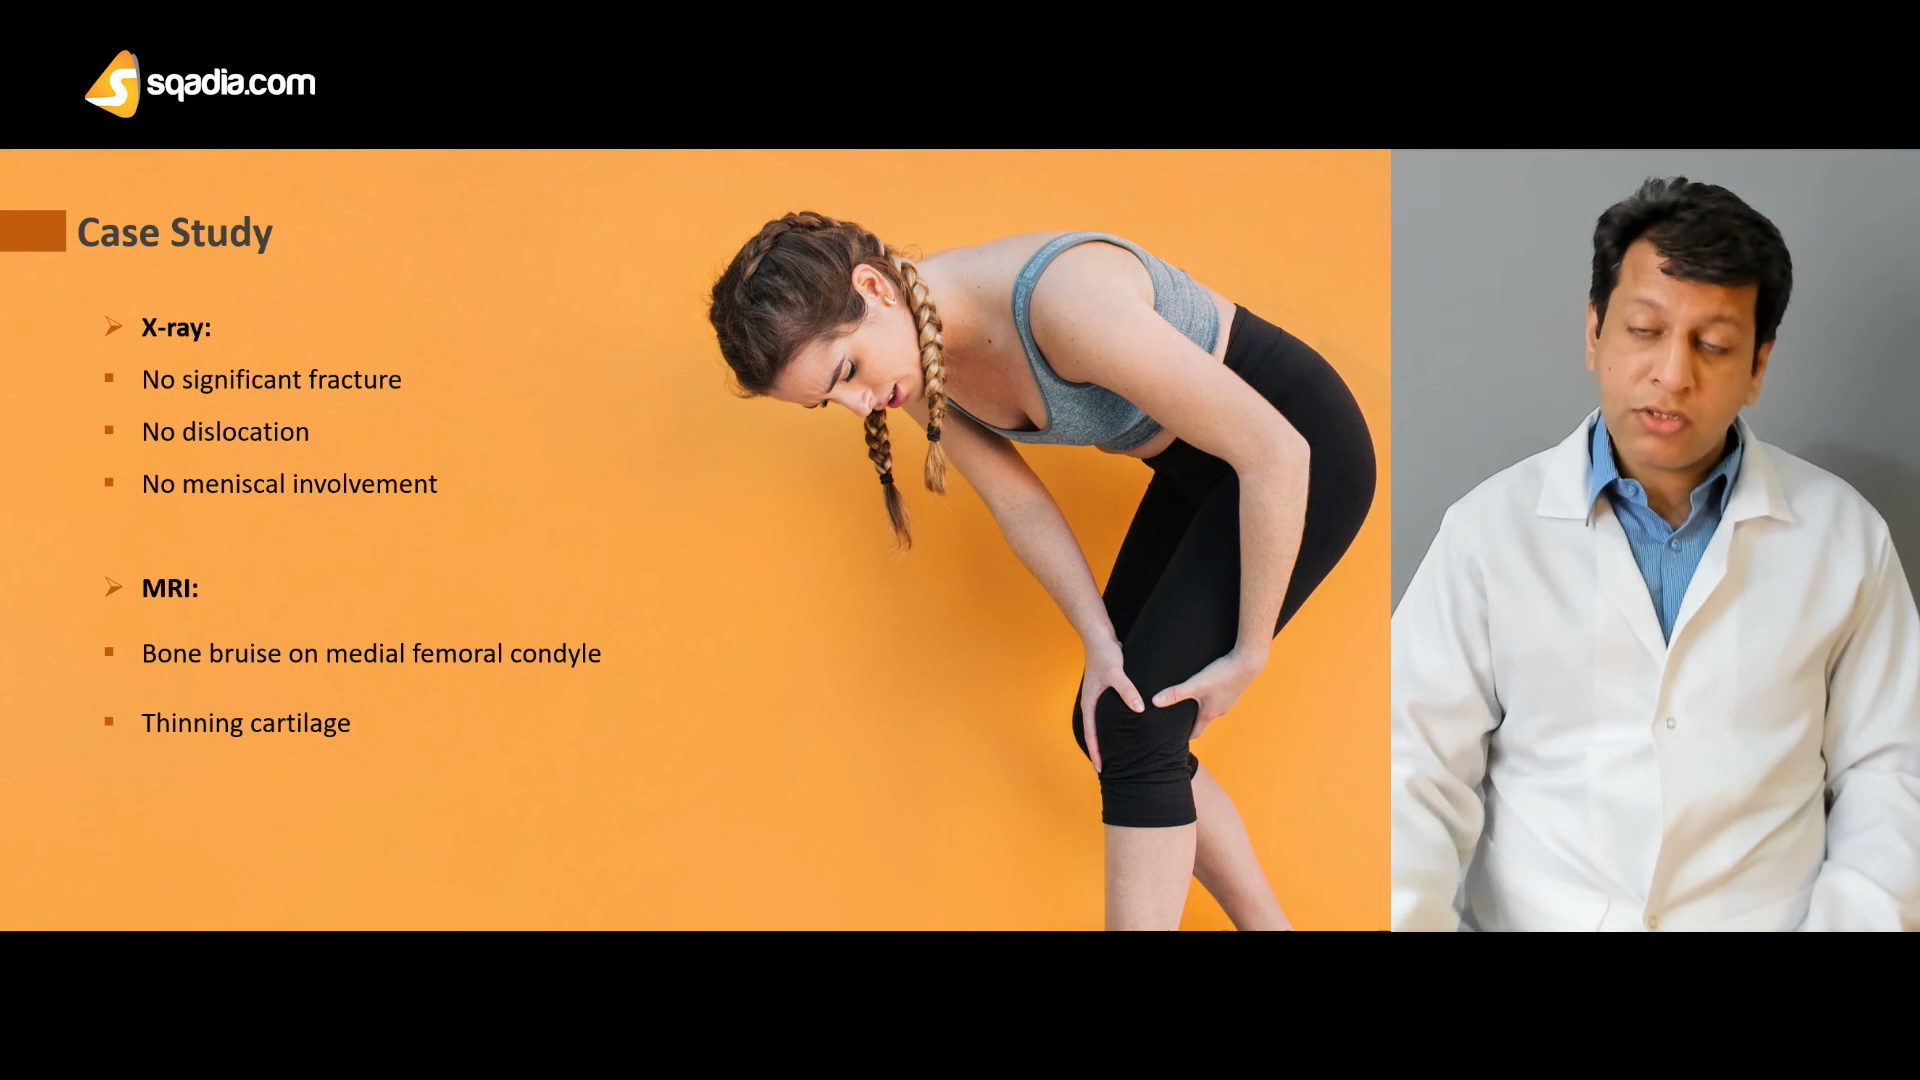 sqadia.com
Case Study
X-ray:
No significant fracture
No dislocation
No meniscal involvement
MRI:
Bone bruise on medial femoral condyle
Thinning cartilage